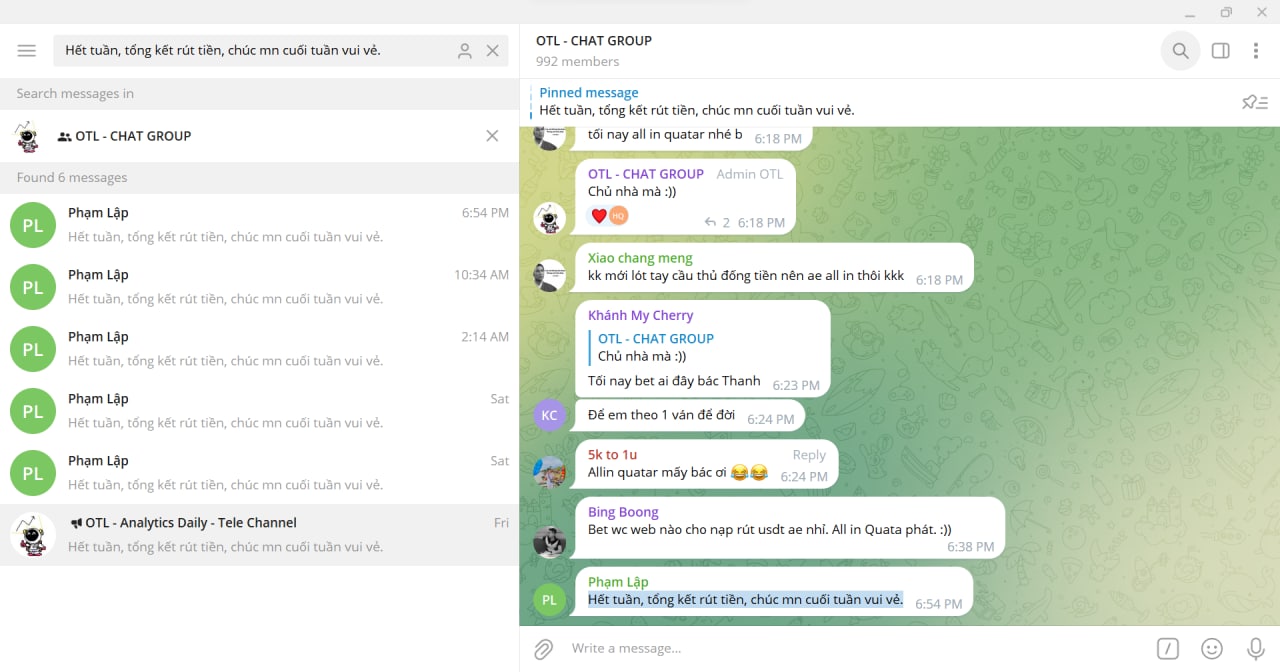 Hết tuần, tổng kết rút tiền, chúc mn cuối tuần vui vẻ.
Search messages in
OTL - CHAT GROUP
Found 6 messages
PL
Phạm Lập
6:54 PM
Hết tuần, tổng kết rút tiền, chúc mn cuối tuần vui vẻ.
PL
Phạm Lập
10:34 AM
Hết tuần, tổng kết rút tiền, chúc mn cuối tuần vui vẻ.
PL
Phạm Lập
2:14 AM
Hết tuần, tổng kết rút tiền, chúc mn cuối tuần vui vẻ.
PL
Phạm Lập
Sat
Hết tuần, tổng kết rút tiền, chúc mn cuối tuần vui vẻ.
PL
Phạm Lập
Sat
Hết tuần, tổng kết rút tiền, chúc mn cuối tuần vui vẻ.
OTL - Analytics Daily - Tele Channel
Fri
Hết tuần, tổng kết rút tiền, chúc mn cuối tuần vui vẻ.
OTL - CHAT GROUP
992 members
Pinned message
Hết tuần, tổng kết rút tiền, chúc mn cuối tuần vui vẻ.
tối nay all in quatar nhé b 6:18 PM
OTL - CHAT GROUP Admin OTL
Chủ nhà mà :))
HQ
2 6:18 PM
Xiao chang meng
kk mới lót tay cầu thủ đống tiền nên ae all in thôi kkk 6:18 PM
Khánh My Cherry
OTL - CHAT GROUP
Chủ nhà mà :))
Tối nay bet ai đây bác Thanh 6:23 PM
KC
Để em theo 1 ván để đời 6:24 PM
5k to 1u Reply
Allin quatar mấy bác ơi 😂😂 6:24 PM
Bing Boong
Bet wc web nào cho nạp rút usdt ae nhỉ. All in Quata phát. :))
6:38 PM
Phạm Lập
PL
Hết tuần, tổng kết rút tiền, chúc mn cuối tuần vui vẻ. 6:54 PM
Write a message...